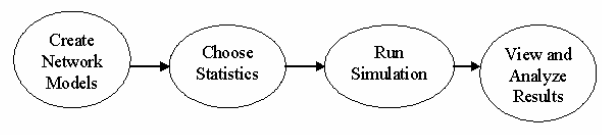 Create
Network
Models
Choose
Statistics
Run
Simulation
View and
Analyze
Results